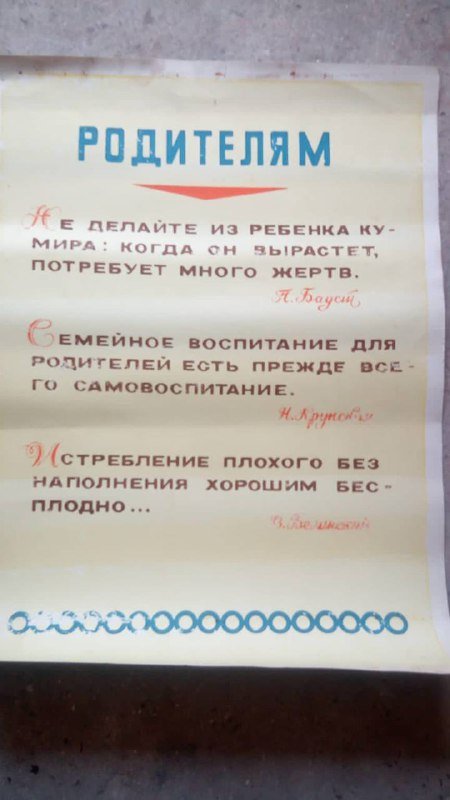 РОДИТЕЛЯМ
НЕ ДЕЛАЙТЕ ИЗ РЕБЕНКА КУ-
МИРА: КОГДА ОН ВЫРАСТЕТ,
ПОТРЕБУЕТ МНОГО ЖЕРТВ.
П. Бауст
СЕМЕЙНОЕ ВОСПИТАНИЕ ДЛЯ
РОДИТЕЛЕЙ ЕСТЬ ПРЕЖДЕ ВСЕ-
ГО САМОВОСПИТАНИЕ.
Н. Крупская
ИСТРЕБЛЕНИЕ ПЛОХОГО БЕЗ
НАПОЛНЕНИЯ ХОРОШИМ БЕС-
ПЛОДНО...